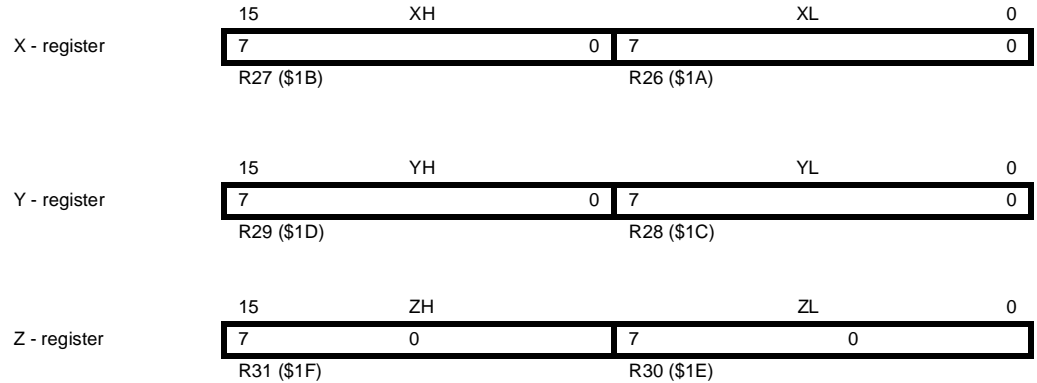 15 XH XL 0
X - register 7 0 7 0
R27 ($1B) R26 ($1A)
15 YH YL 0
Y - register 7 0 7 0
R29 ($1D) R28 ($1C)
15 ZH ZL 0
Z - register 7 0 7 0
R31 ($1F) R30 ($1E)